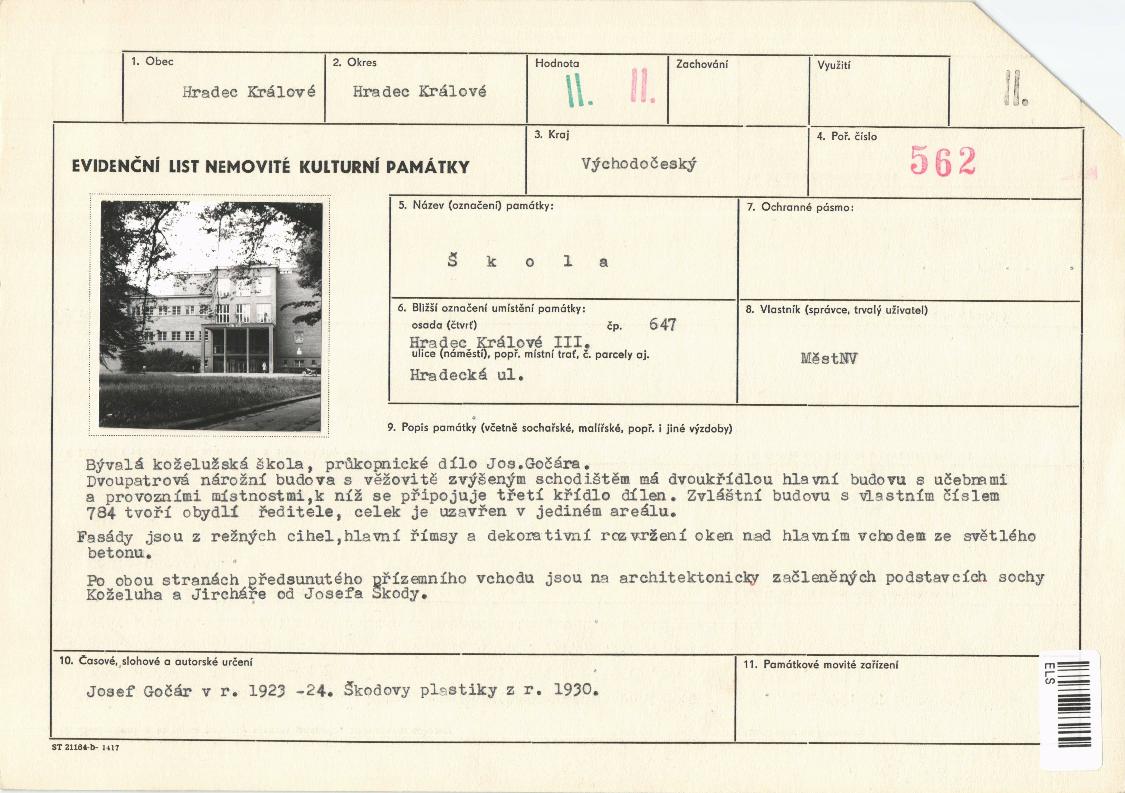 1. Obec
Hradec Králové
2. Okres
Hradec Králové
Hodnota
II. II.
Zachování
Využití
II.
EVIDENČNÍ LIST NEMOVITÉ KULTURNÍ PAMÁTKY
3. Kraj
Východočeský
4. Poř. číslo
562
5. Název (označení) památky:
Š k o l a
7. Ochranné pásmo:
6. Bližší označení umístění památky:
osada (čtvrť) čp. 647
Hradec Králové III.
ulice (náměstí), popř. místní trať, č. parcely aj.
Hradecká ul.
8. Vlastník (správce, trvalý uživatel)
MěstNV
9. Popis památky (včetně sochařské, malířské, popř. i jiné výzdoby)
Bývalá koželužská škola, průkopnické dílo Jos.Gočára.
Dvoupatrová nárožní budova s věžovitě zvýšeným schodištěm má dvoukřídlou hlavní budovu s učebnami
a provozními místnostmi,k níž se připojuje třetí křídlo dílen. Zvláštní budovu s vlastním číslem
784 tvoří obydlí ředitele, celek je uzavřen v jediném areálu.
Fasády jsou z režných cihel,hlavní římsy a dekorativní rozvržení oken nad hlavním vchodem ze světlého
betonu.
Po obou stranách předsunutého přízemního vchodu jsou na architektonicky začleněných podstavcích sochy
Koželuha a Jircháře od Josefa Škody.
10. Časové, slohové a autorské určení
Josef Gočár v r. 1923 -24. Škodovy plastiky z r. 1930.
11. Památkové movité zařízení
ELS
ST 21164-b- 1417